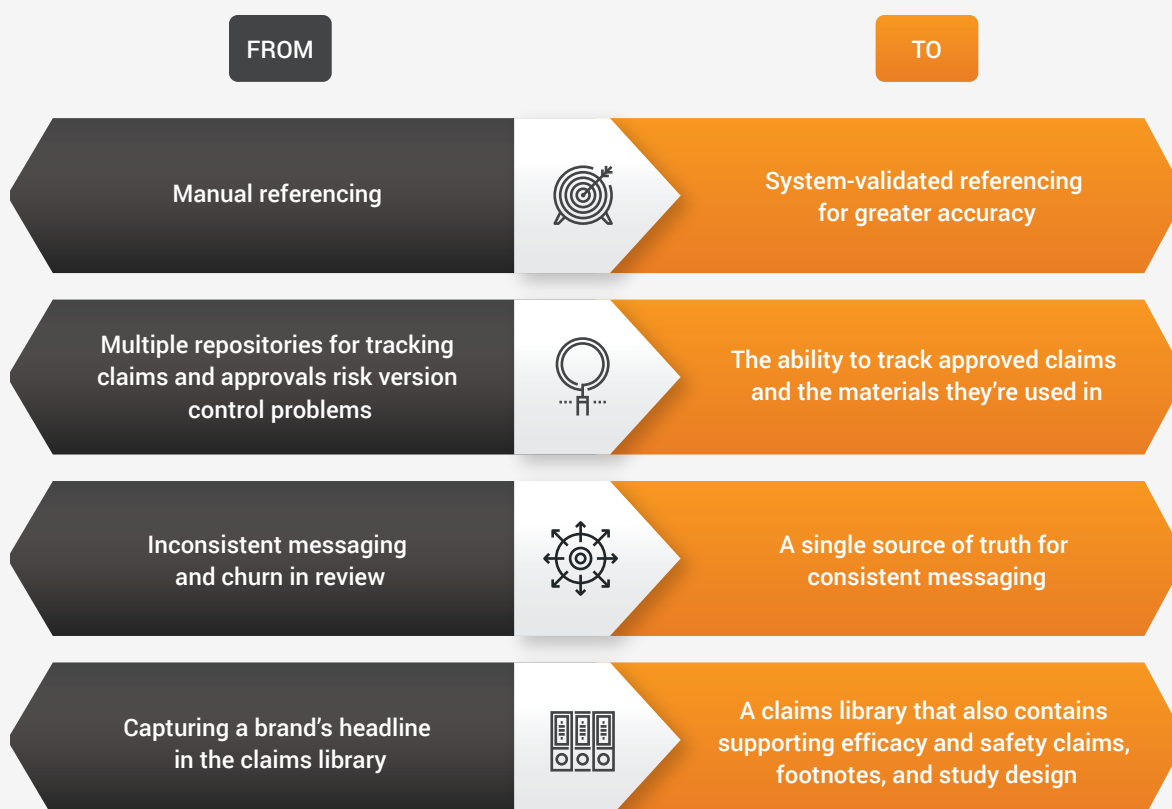 FROM
TO
Manual referencing
System-validated referencing
for greater accuracy
Multiple repositories for tracking
claims and approvals risk version
control problems
The ability to track approved claims
and the materials they’re used in
Inconsistent messaging
and churn in review
A single source of truth for
consistent messaging
Capturing a brand’s headline
in the claims library
A claims library that also contains
supporting efficacy and safety claims,
footnotes, and study design